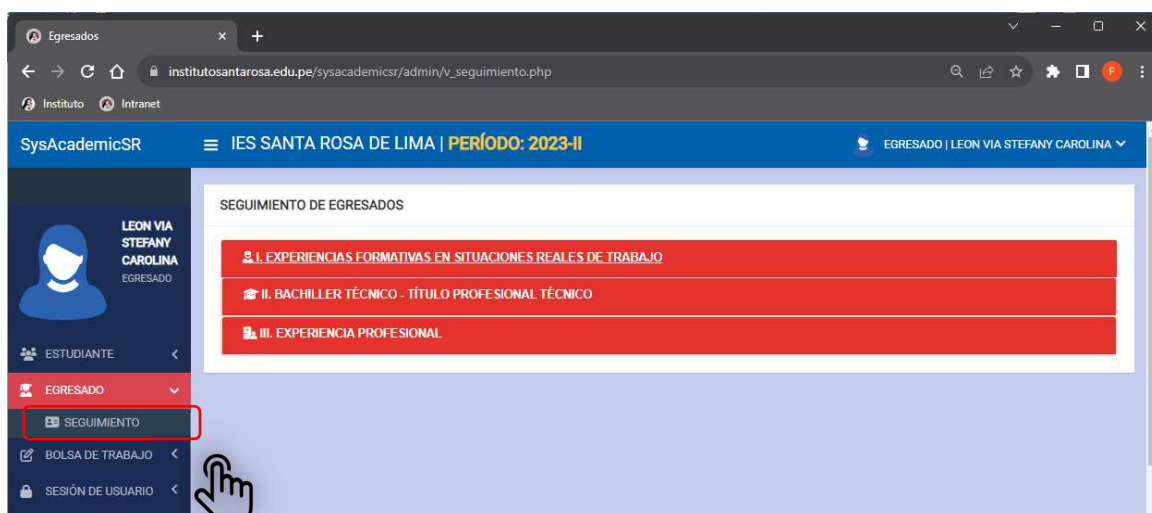 Egresados
institutosantarosa.edu.pe/sysacademicsr/admin/v_seguimiento.php
F
Instituto Intranet
SysAcademicSR
IES SANTA ROSA DE LIMA | PERÍODO: 2023-II
EGRESADO | LEON VIA STEFANY CAROLINA
LEON VIA
STEFANY
CAROLINA
EGRESADO
ESTUDIANTE
EGRESADO
SEGUIMIENTO
BOLSA DE TRABAJO
SESIÓN DE USUARIO
SEGUIMIENTO DE EGRESADOS
I. EXPERIENCIAS FORMATIVAS EN SITUACIONES REALES DE TRABAJO
II. BACHILLER TÉCNICO - TÍTULO PROFESIONAL TÉCNICO
III. EXPERIENCIA PROFESIONAL